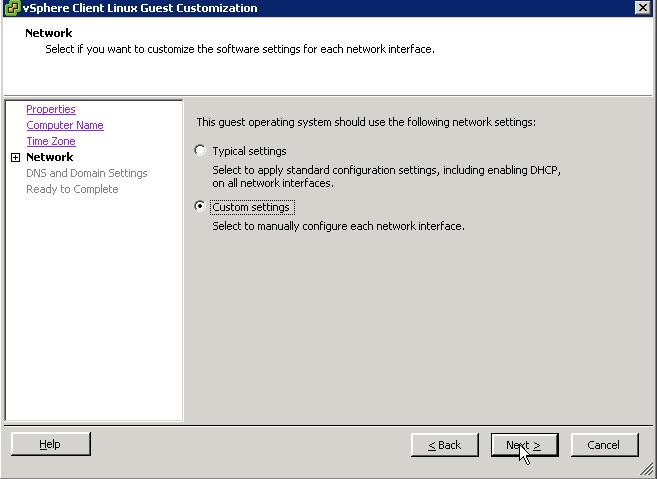 vSphere Client Linux Guest Customization
Network
Select if you want to customize the software settings for each network interface.
Properties
Computer Name
Time Zone
Network
DNS and Domain Settings
Ready to Complete
This guest operating system should use the following network settings:
Typical settings
Select to apply standard configuration settings, including enabling DHCP,
on all network interfaces.
Custom settings
Select to manually configure each network interface.
Help
< Back
Next >
Cancel